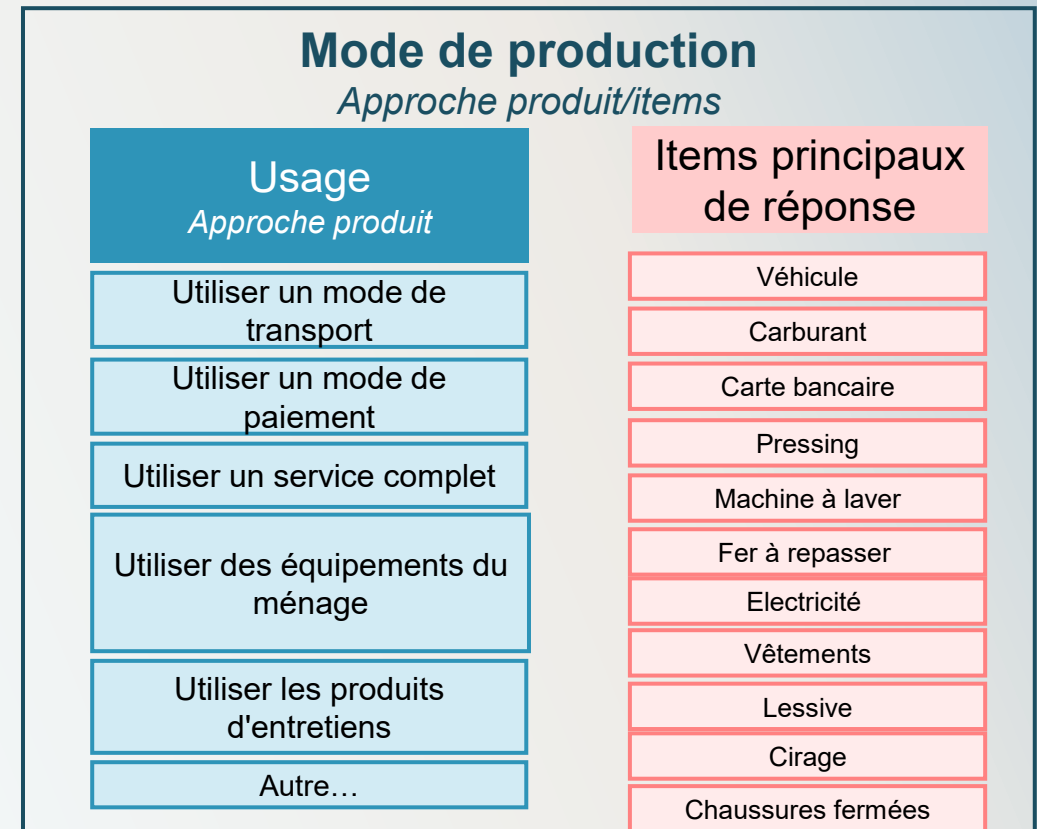 Mode de production
Approche produit/items
Usage
Approche produit
Utiliser un mode de
transport
Utiliser un mode de
paiement
Utiliser un service complet
Utiliser des équipements du
ménage
Utiliser les produits
d'entretiens
Autre…
Items principaux
de réponse
Véhicule
Carburant
Carte bancaire
Pressing
Machine à laver
Fer à repasser
Electricité
Vêtements
Lessive
Cirage
Chaussures fermées